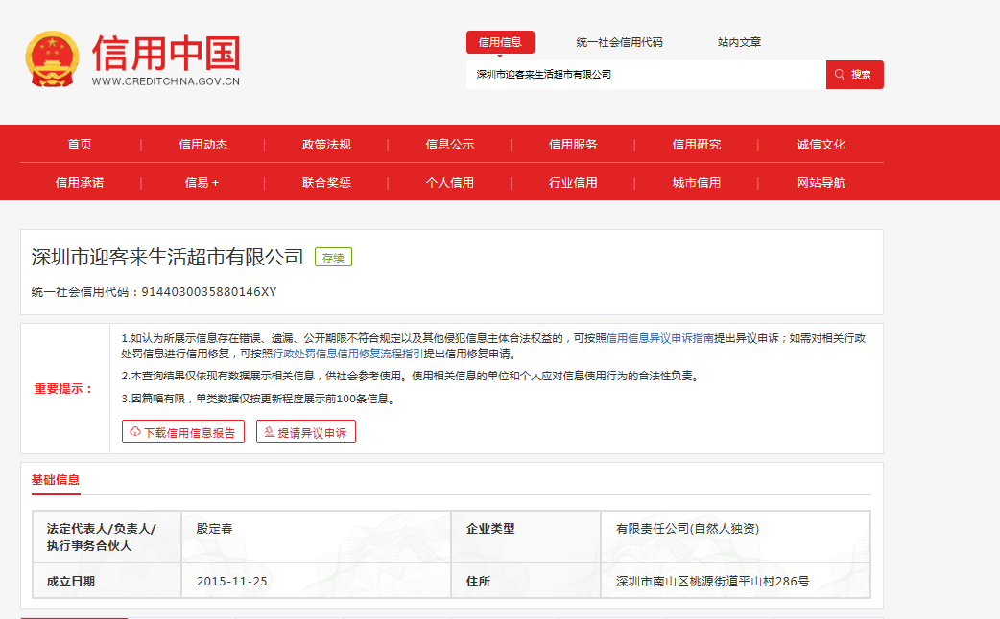 信用中国
WWW.CREDITCHINA.GOV.CN
信用信息 统一社会信用代码 站内文章
深圳市迎客来生活超市有限公司 搜索
首页 | 信用动态 | 政策法规 | 信息公示 | 信用服务 | 信用研究 | 诚信文化
信用承诺 | 信易+ | 联合奖惩 | 个人信用 | 行业信用 | 城市信用 | 网站导航
深圳市迎客来生活超市有限公司 存续
统一社会信用代码：9144030035880146XY
重要提示：
1.如认为所展示信息存在错误、遗漏、公开期限不符合规定以及其他侵犯信息主体合法权益的，可按照信用信息异议申诉指南提出异议申诉；如需对相关行政
处罚信息进行信用修复，可按照行政处罚信息信用修复流程指引提出信用修复申请。
2.本查询结果仅依现有数据展示相关信息，供社会参考使用。使用相关信息的单位和个人应对信息使用行为的合法性负责。
3.因篇幅有限，单类数据仅按更新程度展示前100条信息。
下载信用信息报告 提请异议申诉
基础信息
法定代表人/负责人/
执行事务合伙人
殷定春 企业类型 有限责任公司(自然人独资)
成立日期 2015-11-25 住所 深圳市南山区桃源街道平山村286号